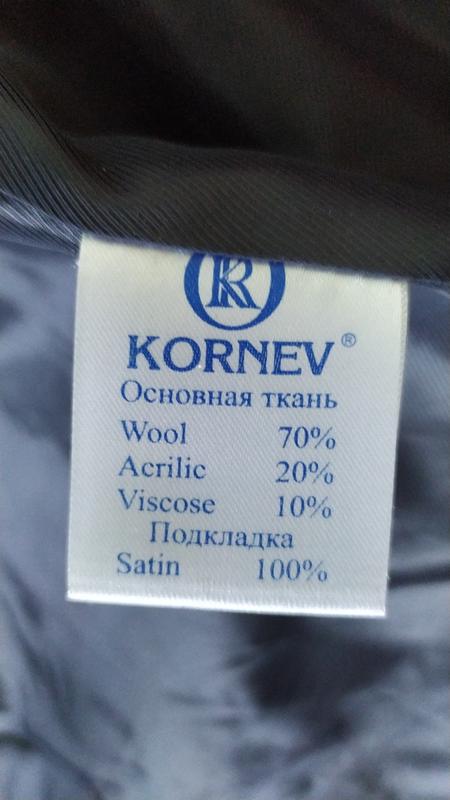 KORNEV®
Основная ткань
Wool 70%
Acrilic 20%
Viscose 10%
Подкладка
Satin 100%